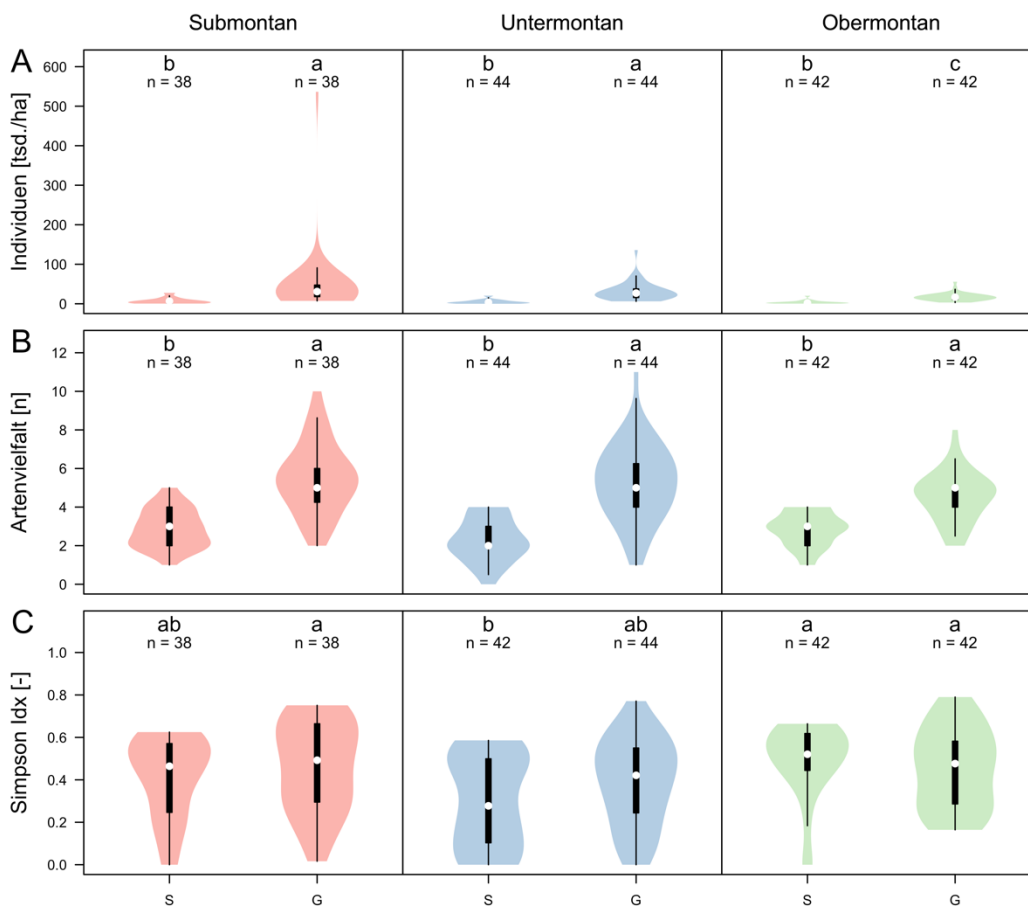 Submontan Untermontan Obermontan
A
Individuen [tsd./ha]
600
500
400
300
200
100
0
b a b a b c
n = 38 n = 38 n = 44 n = 44 n = 42 n = 42
B
Artenvielfalt [n]
12
10
8
6
4
2
0
b a b a b a
n = 38 n = 38 n = 44 n = 44 n = 42 n = 42
C
Simpson Idx [-]
1.0
0.8
0.6
0.4
0.2
0.0
ab a b ab a a
n = 38 n = 38 n = 42 n = 44 n = 42 n = 42
S G S G S G